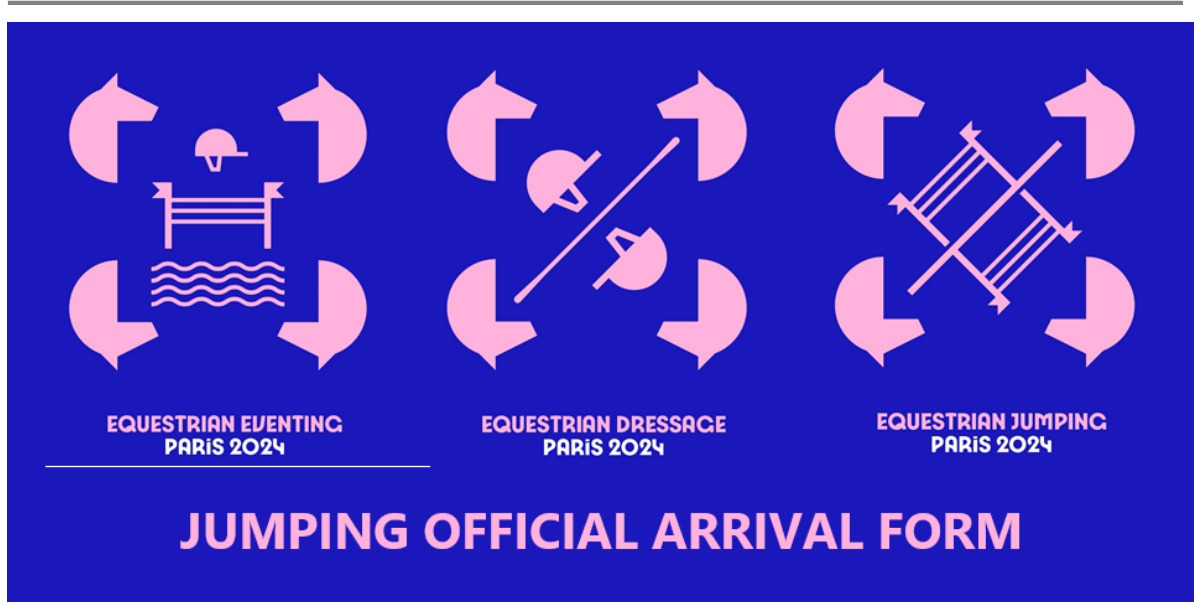 EQUESTRIAN EVENTING
PARIS 2024
EQUESTRIAN DRESSAGE
PARIS 2024
EQUESTRIAN JUMPING
PARIS 2024
JUMPING OFFICIAL ARRIVAL FORM